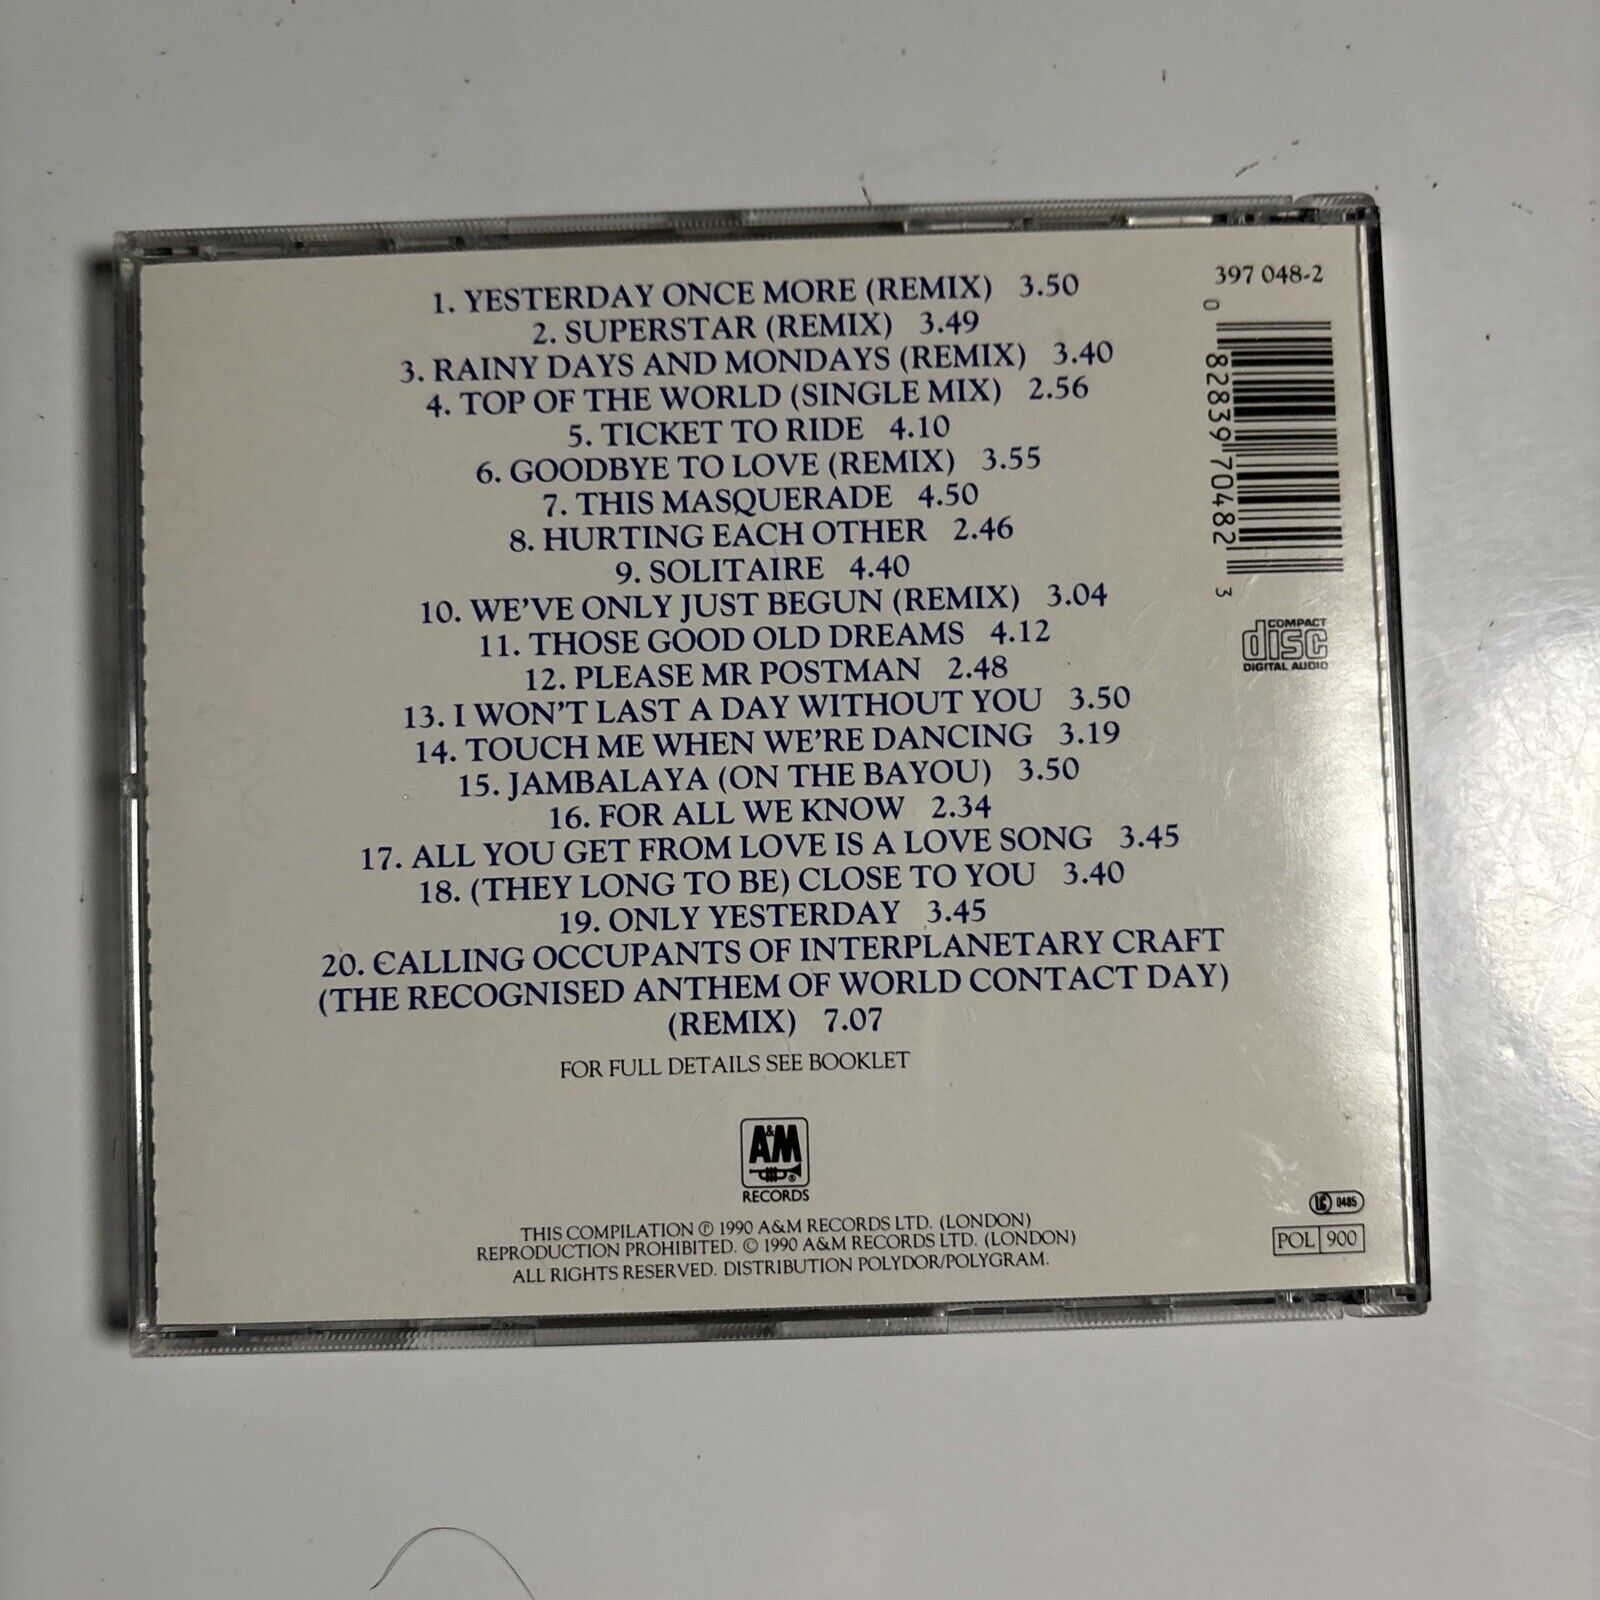 397 048-2
1. YESTERDAY ONCE MORE (REMIX) 3.50
2. SUPERSTAR (REMIX) 3.49
3. RAINY DAYS AND MONDAYS (REMIX) 3.40
4. TOP OF THE WORLD (SINGLE MIX) 2.56
5. TICKET TO RIDE 4.10
6. GOODBYE TO LOVE (REMIX) 3.55
7. THIS MASQUERADE 4.50
8. HURTING EACH OTHER 2.46
9. SOLITAIRE 4.40
10. WE'VE ONLY JUST BEGUN (REMIX) 3.04
11. THOSE GOOD OLD DREAMS 4.12
12. PLEASE MR POSTMAN 2.48
13. I WON'T LAST A DAY WITHOUT YOU 3.50
14. TOUCH ME WHEN WE'RE DANCING 3.19
15. JAMBALAYA (ON THE BAYOU) 3.50
16. FOR ALL WE KNOW 2.34
17. ALL YOU GET FROM LOVE IS A LOVE SONG 3.45
18. (THEY LONG TO BE) CLOSE TO YOU 3.40
19. ONLY YESTERDAY 3.45
20. CALLING OCCUPANTS OF INTERPLANETARY CRAFT
(THE RECOGNISED ANTHEM OF WORLD CONTACT DAY)
(REMIX) 7.07
FOR FULL DETAILS SEE BOOKLET
0 82839 70482 3
COMPACT
disc
DIGITAL AUDIO
A&M
RECORDS
THIS COMPILATION ℗ 1990 A&M RECORDS LTD. (LONDON)
REPRODUCTION PROHIBITED. © 1990 A&M RECORDS LTD. (LONDON)
ALL RIGHTS RESERVED. DISTRIBUTION POLYDOR/POLYGRAM.
LC 0485
POL 900